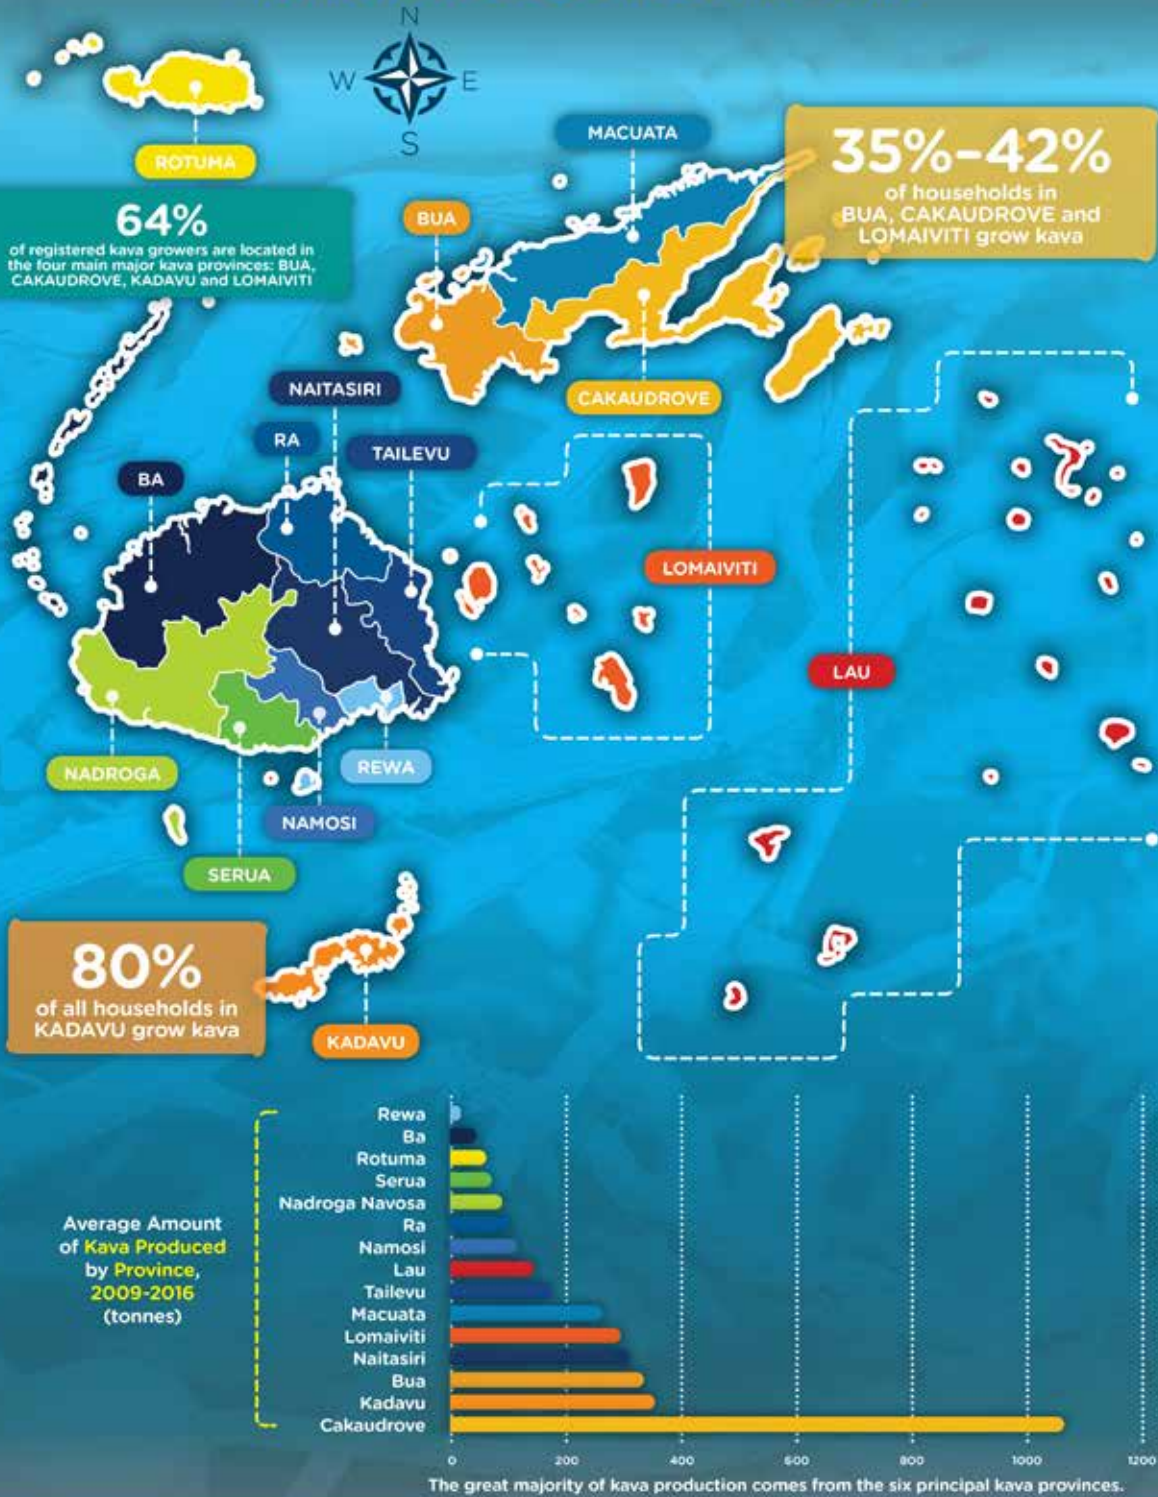 N
W
E
S
ROTUMA
MACUATA
35%-42%
of households in
BUA, CAKAUDROVE and
LOMAIVITI grow kava
64%
of registered kava growers are located in
the four main major kava provinces: BUA,
CAKAUDROVE, KADAVU and LOMAIVITI
BUA
NAITASIRI
CAKAUDROVE
RA
TAILEVU
BA
LOMAIVITI
LAU
NADROGA
REWA
NAMOSI
SERUA
80%
of all households in
KADAVU grow kava
KADAVU
Average Amount
of Kava Produced
by Province,
2009-2016
(tonnes)
Rewa
Ba
Rotuma
Serua
Nadroga Navosa
Ra
Namosi
Lau
Tailevu
Macuata
Lomaiviti
Naitasiri
Bua
Kadavu
Cakaudrove
0 200 400 600 800 1000 1200
The great majority of kava production comes from the six principal kava provinces.